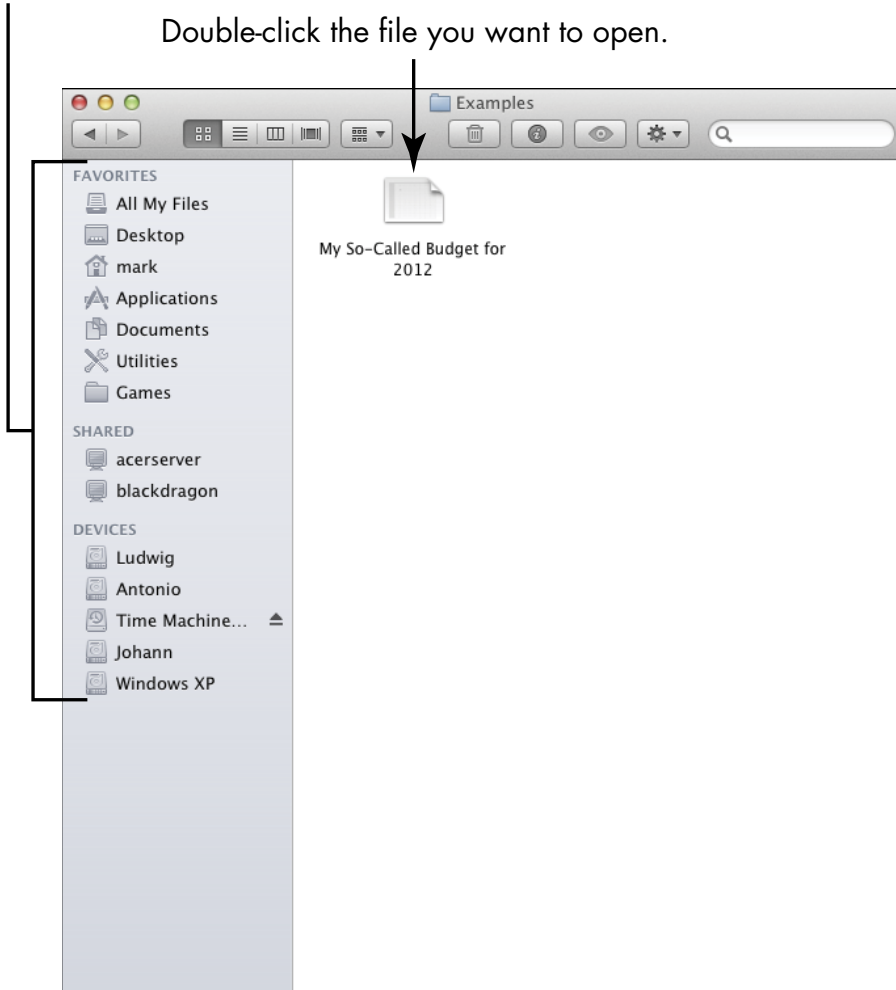 Double-click the file you want to open.
Examples
FAVORITES
All My Files
Desktop
mark
Applications
Documents
Utilities
Games
SHARED
acerserver
blackdragon
DEVICES
Ludwig
Antonio
Time Machine...
Johann
Windows XP
My So-Called Budget for
2012